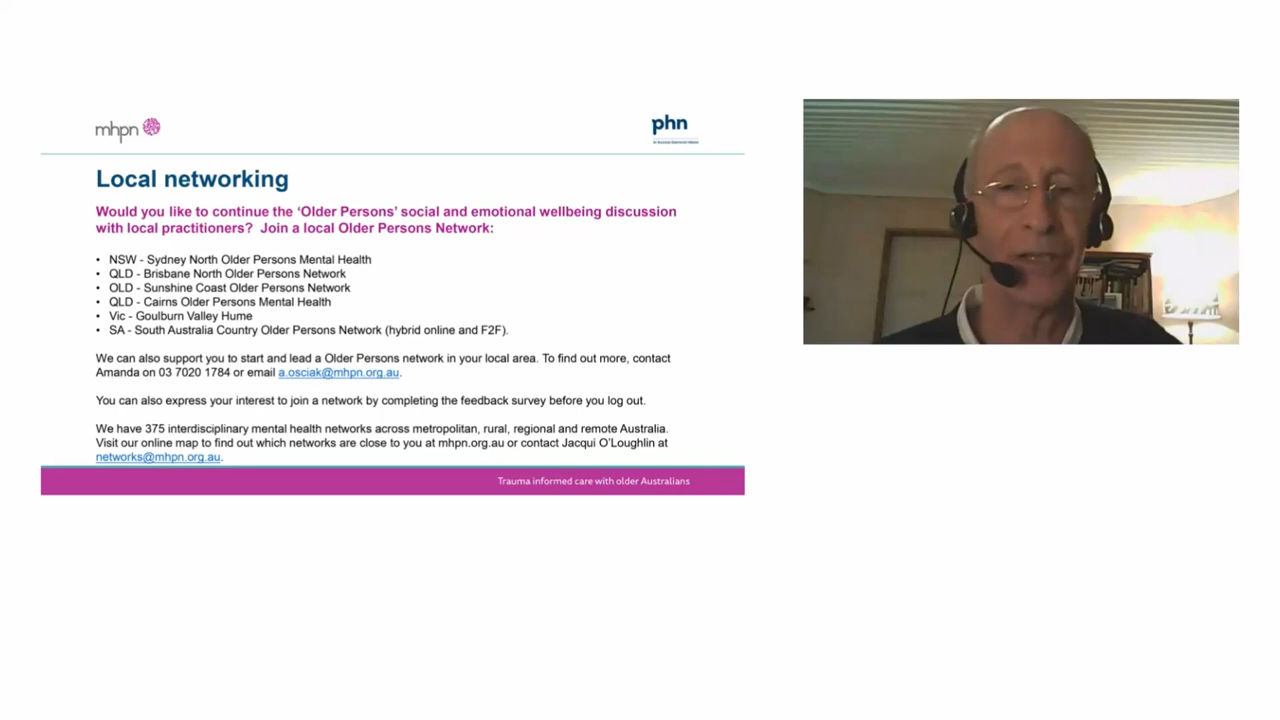 mhpn
phn
Local networking
Would you like to continue the ‘Older Persons’ social and emotional wellbeing discussion
with local practitioners? Join a local Older Persons Network:
• NSW - Sydney North Older Persons Mental Health
• QLD - Brisbane North Older Persons Network
• OLD - Sunshine Coast Older Persons Network
• QLD - Cairns Older Persons Mental Health
• Vic - Goulburn Valley Hume
• SA - South Australia Country Older Persons Network (hybrid online and F2F).
We can also support you to start and lead a Older Persons network in your local area. To find out more, contact
Amanda on 03 7020 1784 or email a.osciak@mhpn.org.au.
You can also express your interest to join a network by completing the feedback survey before you log out.
We have 375 interdisciplinary mental health networks across metropolitan, rural, regional and remote Australia.
Visit our online map to find out which networks are close to you at mhpn.org.au or contact Jacqui O’Loughlin at
networks@mhpn.org.au.
Trauma informed care with older Australians